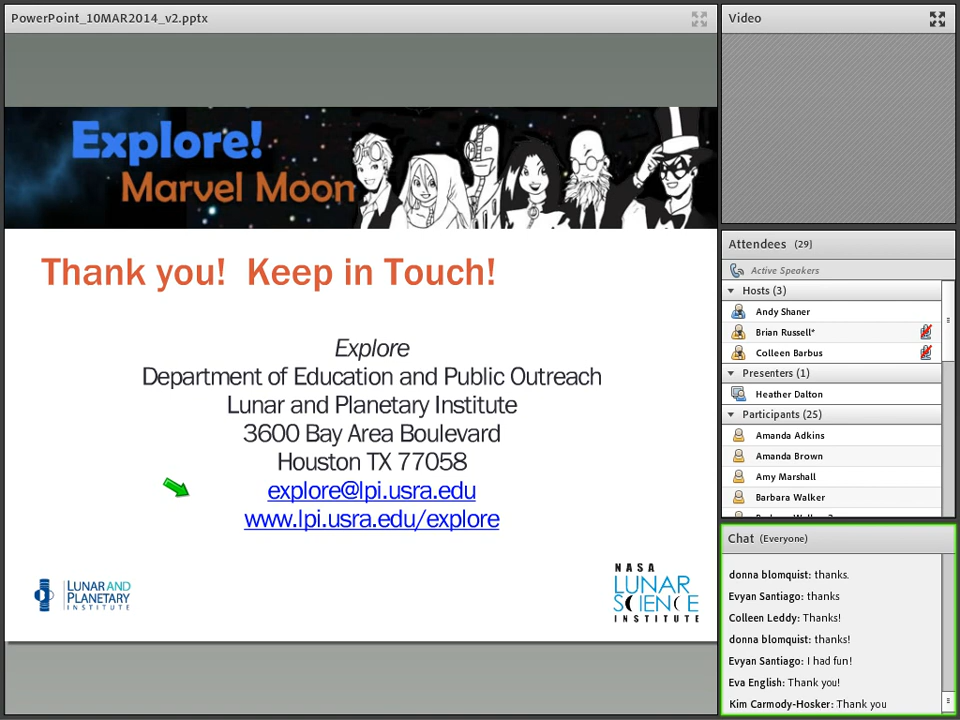 PowerPoint_10MAR2014_v2.pptx
Explore!
Marvel Moon
Thank you! Keep in Touch!
Explore
Department of Education and Public Outreach
Lunar and Planetary Institute
3600 Bay Area Boulevard
Houston TX 77058
explore@lpi.usra.edu
www.lpi.usra.edu/explore
LUNAR AND
PLANETARY
INSTITUTE
NASA
LUNAR
SCIENCE
INSTITUTE
Video
Attendees (29)
Active Speakers
Hosts (3)
Andy Shaner
Brian Russell*
Colleen Barbus
Presenters (1)
Heather Dalton
Participants (25)
Amanda Adkins
Amanda Brown
Amy Marshall
Barbara Walker
Chat (Everyone)
donna blomquist: thanks.
Evyan Santiago: thanks
Colleen Leddy: Thanks!
donna blomquist: thanks!
Evyan Santiago: I had fun!
Eva English: Thank you!
Kim Carmody-Hosker: Thank you